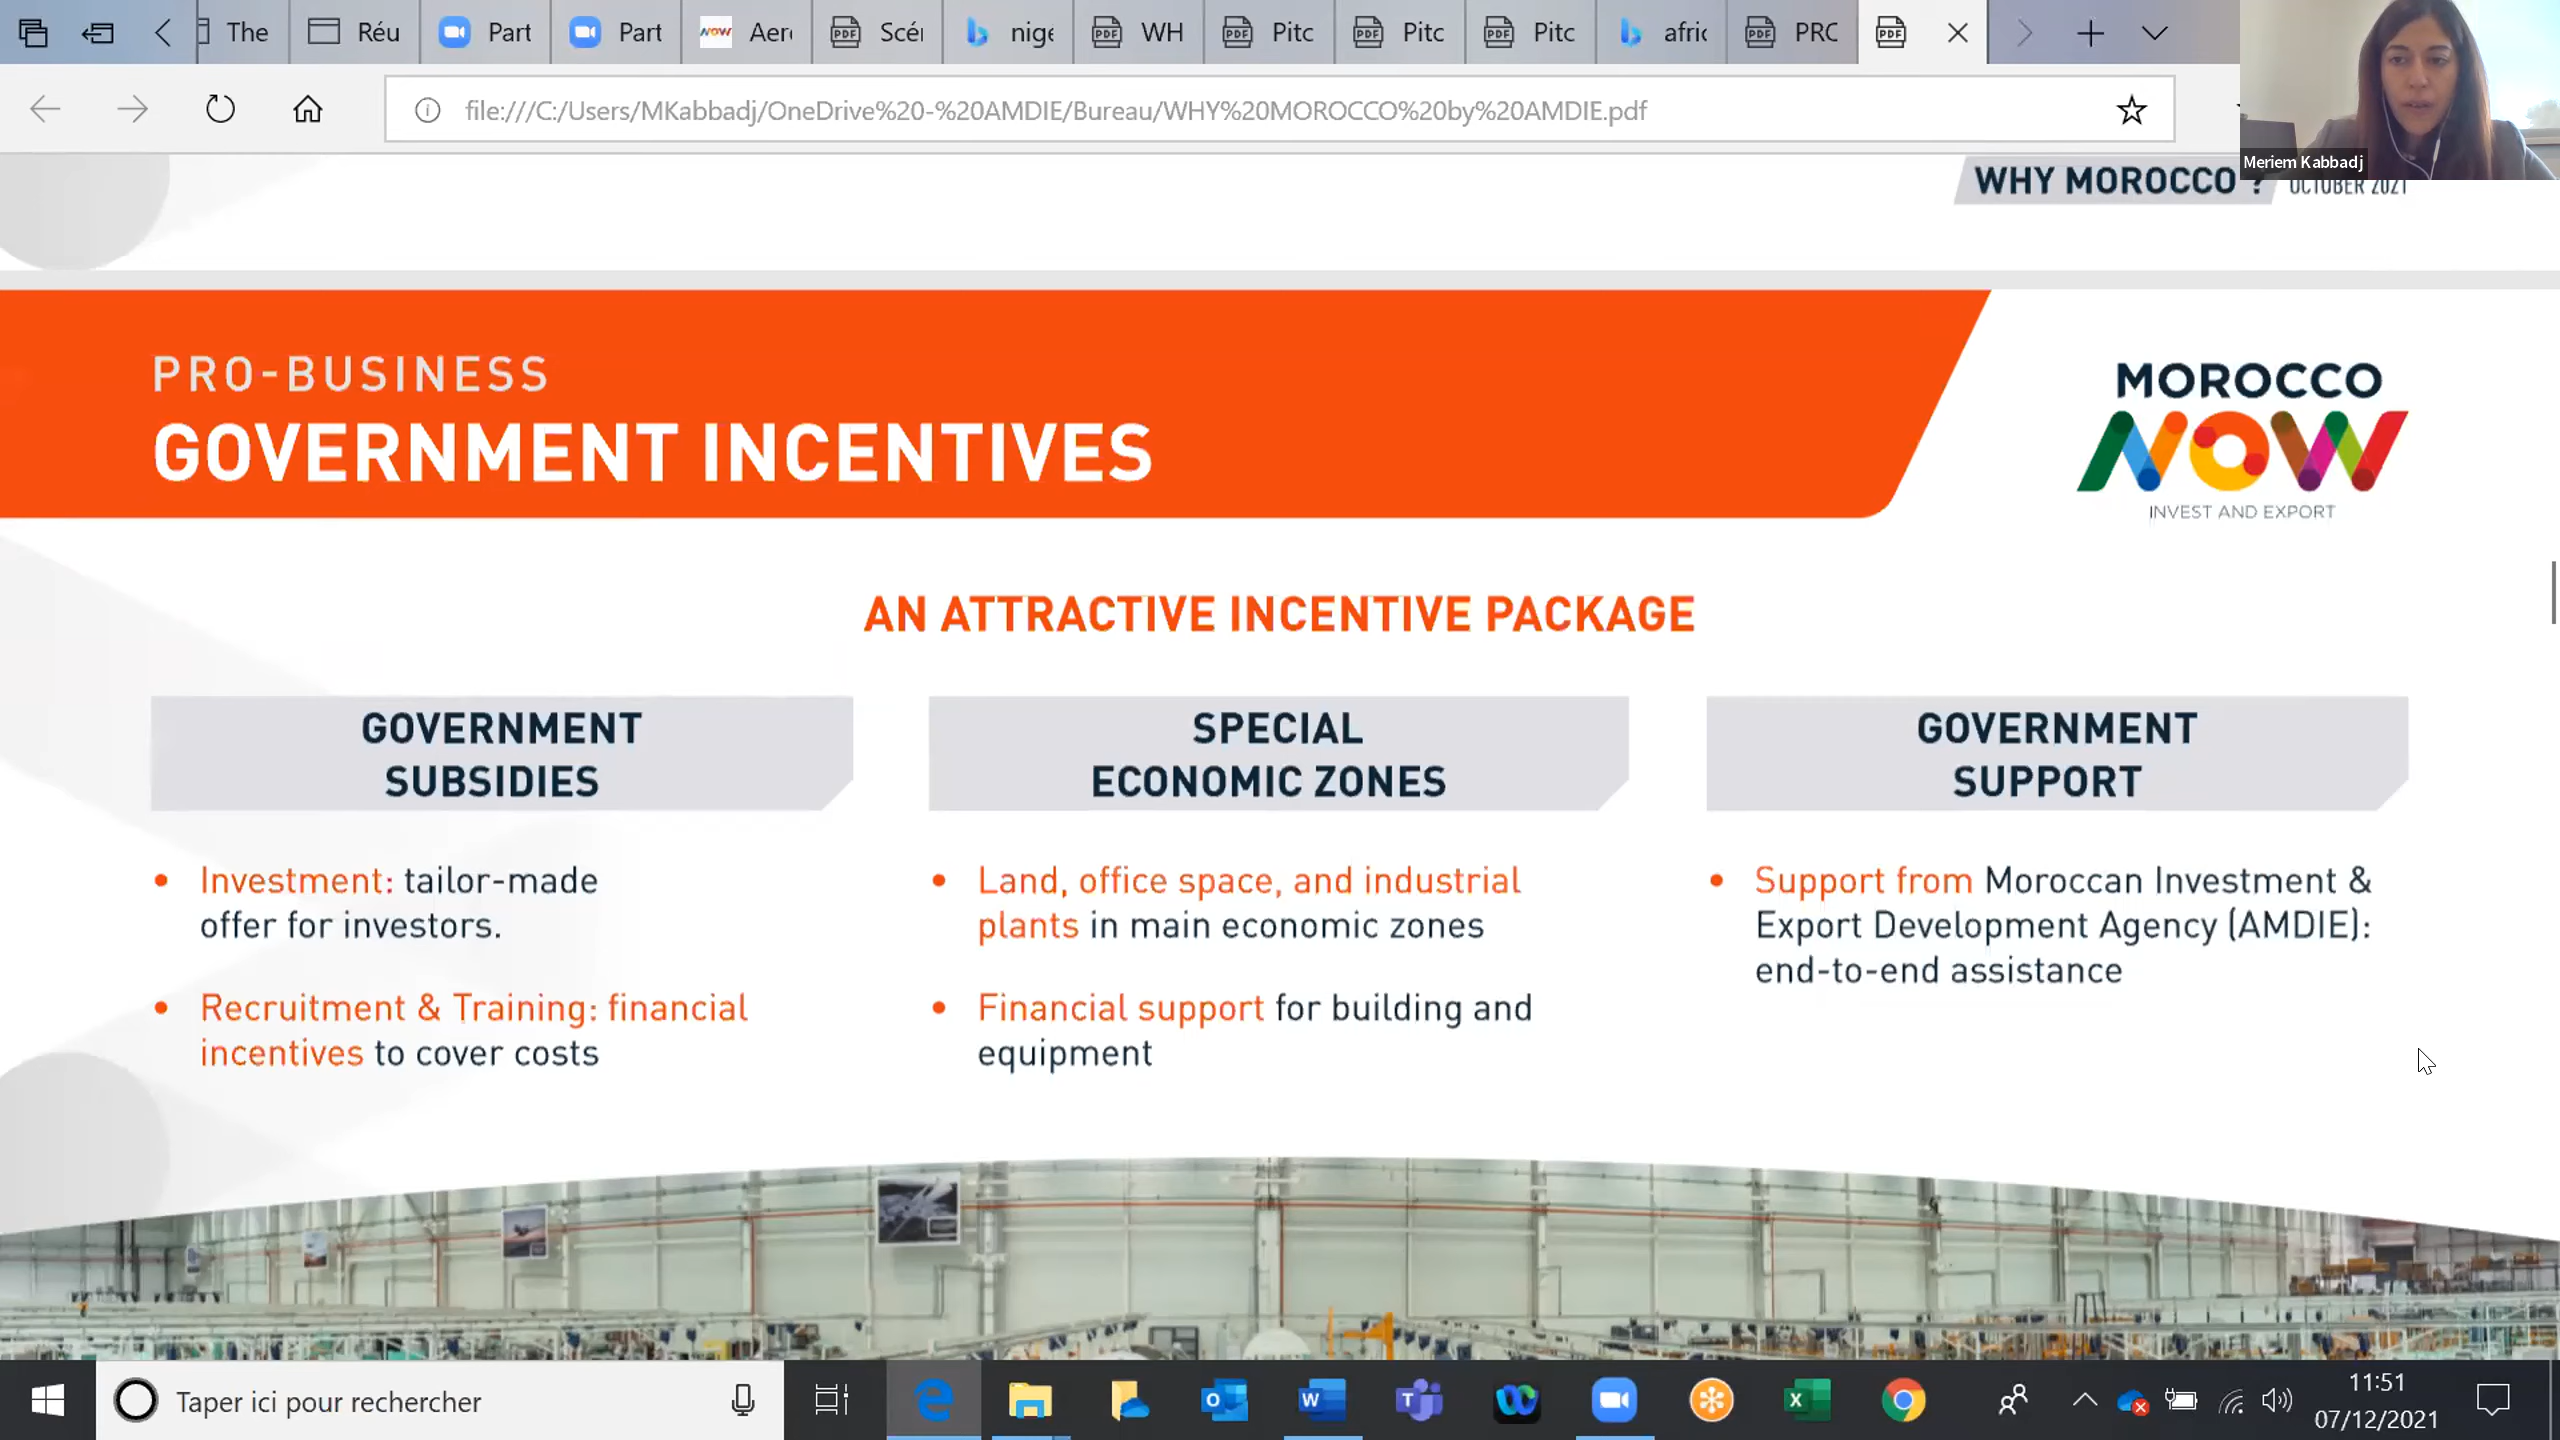 The
Réu
Part
Part
NOW
Aer
Scé
nige
WH
Pitc
Pitc
Pitc
afric
PRC
file:///C:/Users/MKabbadj/OneDrive%20-%20AMDIE/Bureau/WHY%20MOROCCO%20by%20AMDIE.pdf
Meriem Kabbadj
WHY MOROCCO ? OCTOBER 2021
PRO-BUSINESS
GOVERNMENT INCENTIVES
MOROCCO
NOW
INVEST AND EXPORT
AN ATTRACTIVE INCENTIVE PACKAGE
GOVERNMENT
SUBSIDIES
• Investment: tailor-made
offer for investors.
• Recruitment & Training: financial
incentives to cover costs
SPECIAL
ECONOMIC ZONES
• Land, office space, and industrial
plants in main economic zones
• Financial support for building and
equipment
GOVERNMENT
SUPPORT
• Support from Moroccan Investment &
Export Development Agency (AMDIE):
end-to-end assistance
Taper ici pour rechercher
11:51
07/12/2021